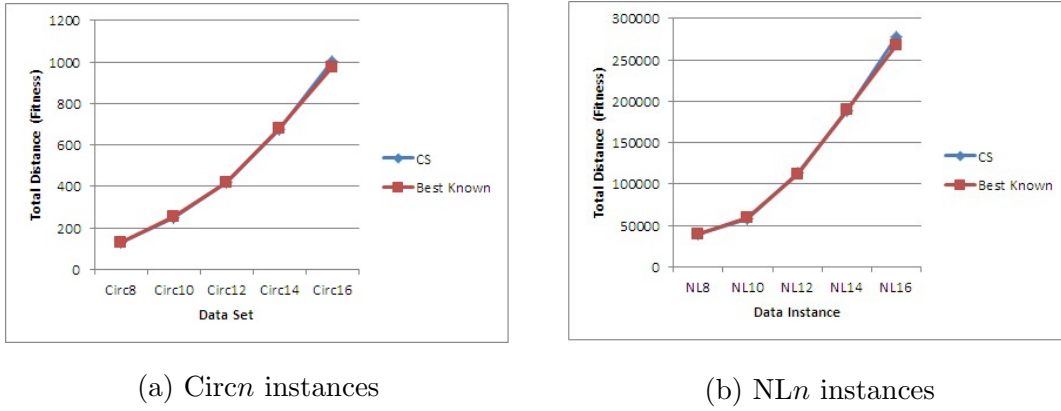 1200
1000
800
600
400
200
0
Total Distance (Fitness)
Circ8 Circ10 Circ12 Circ14 Circ16
Data Set
CS
Best Known
(a) Circn instances
300000
250000
200000
150000
100000
50000
0
Total Distance (Fitness)
NL8 NL10 NL12 NL14 NL16
Data Instance
CS
Best Known
(b) NLn instances